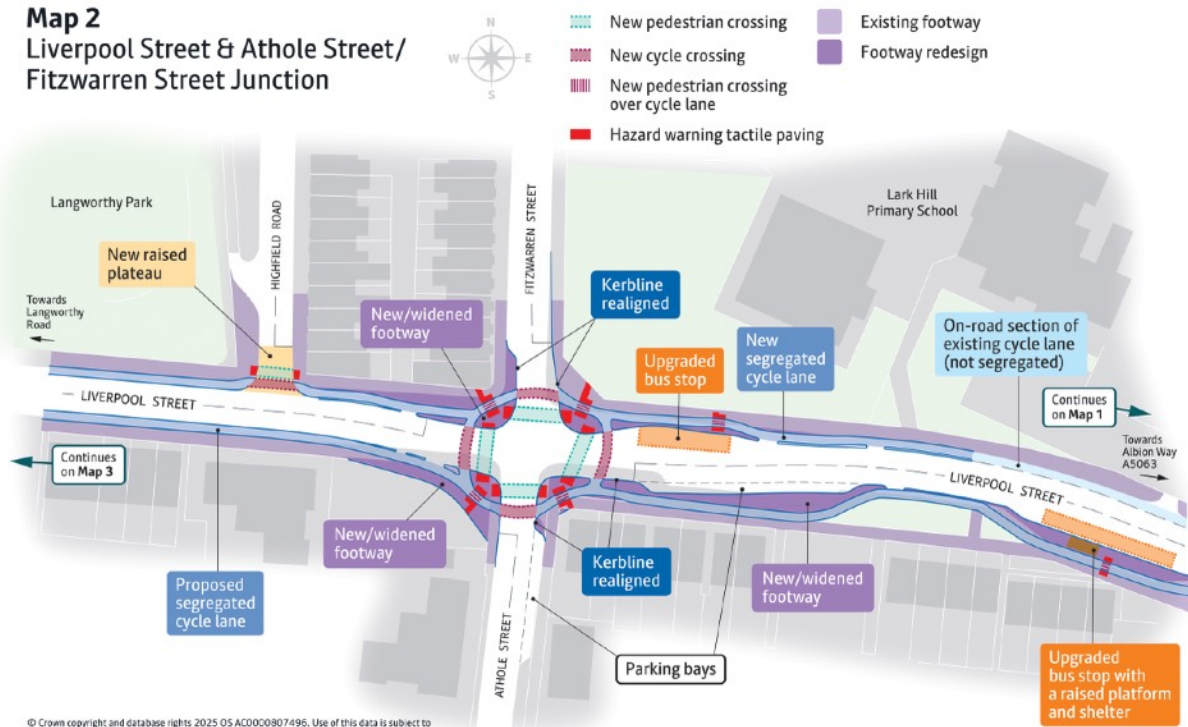 Map 2
Liverpool Street & Athole Street/
Fitzwarren Street Junction
N
W
E
S
New pedestrian crossing
New cycle crossing
New pedestrian crossing
over cycle lane
Hazard warning tactile paving
Existing footway
Footway redesign
Langworthy Park
New raised
plateau
HIGHFIELD ROAD
FITZWARREN STREET
Lark Hill
Primary School
Towards
Langworthy
Road
New/widened
footway
Kerbline
realigned
Upgraded
bus stop
New
segregated
cycle lane
On-road section of
existing cycle lane
(not segregated)
Continues
on Map 1
LIVERPOOL STREET
Towards
Albion Way
A5063
Continues
on Map 3
LIVERPOOL STREET
New/widened
footway
Kerbline
realigned
New/widened
footway
Proposed
segregated
cycle lane
ATHOLE STREET
Parking bays
Upgraded
bus stop with
a raised platform
and shelter
© Crown copyright and database rights 2025 OS AC0000807496. Use of this data is subject to